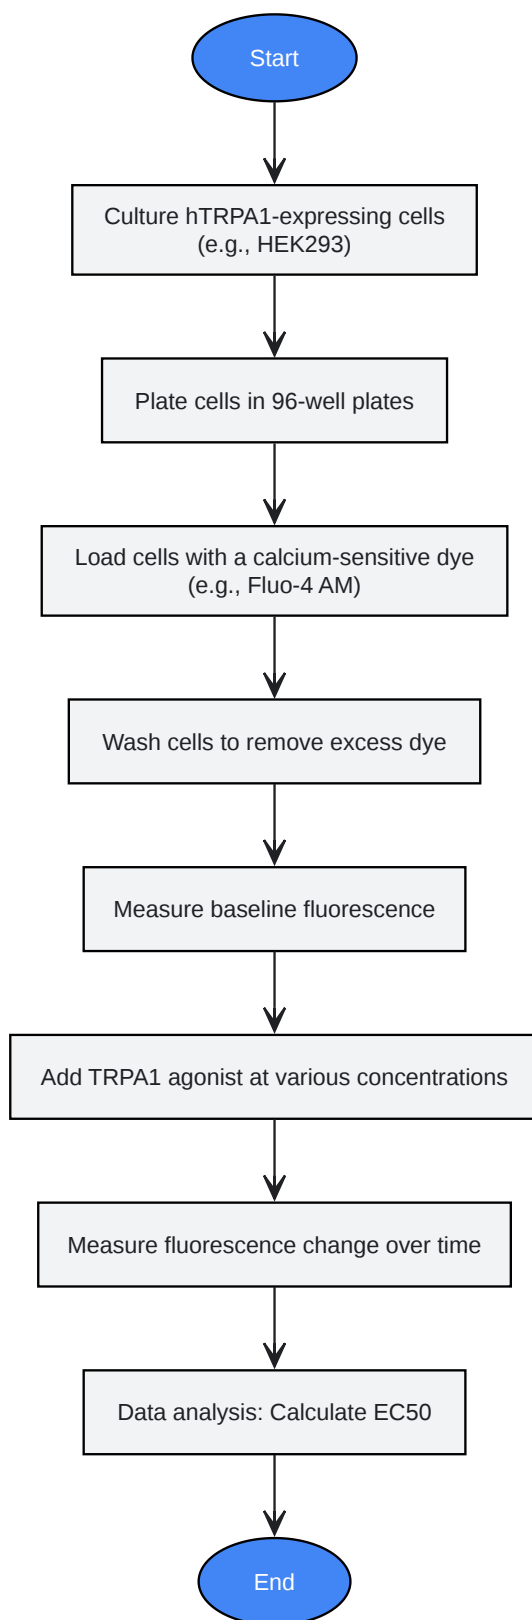 Start
Culture hTRPA1-expressing cells
(e.g., HEK293)
Plate cells in 96-well plates
Load cells with a calcium-sensitive dye
(e.g., Fluo-4 AM)
Wash cells to remove excess dye
Measure baseline fluorescence
Add TRPA1 agonist at various concentrations
Measure fluorescence change over time
Data analysis: Calculate EC50
End